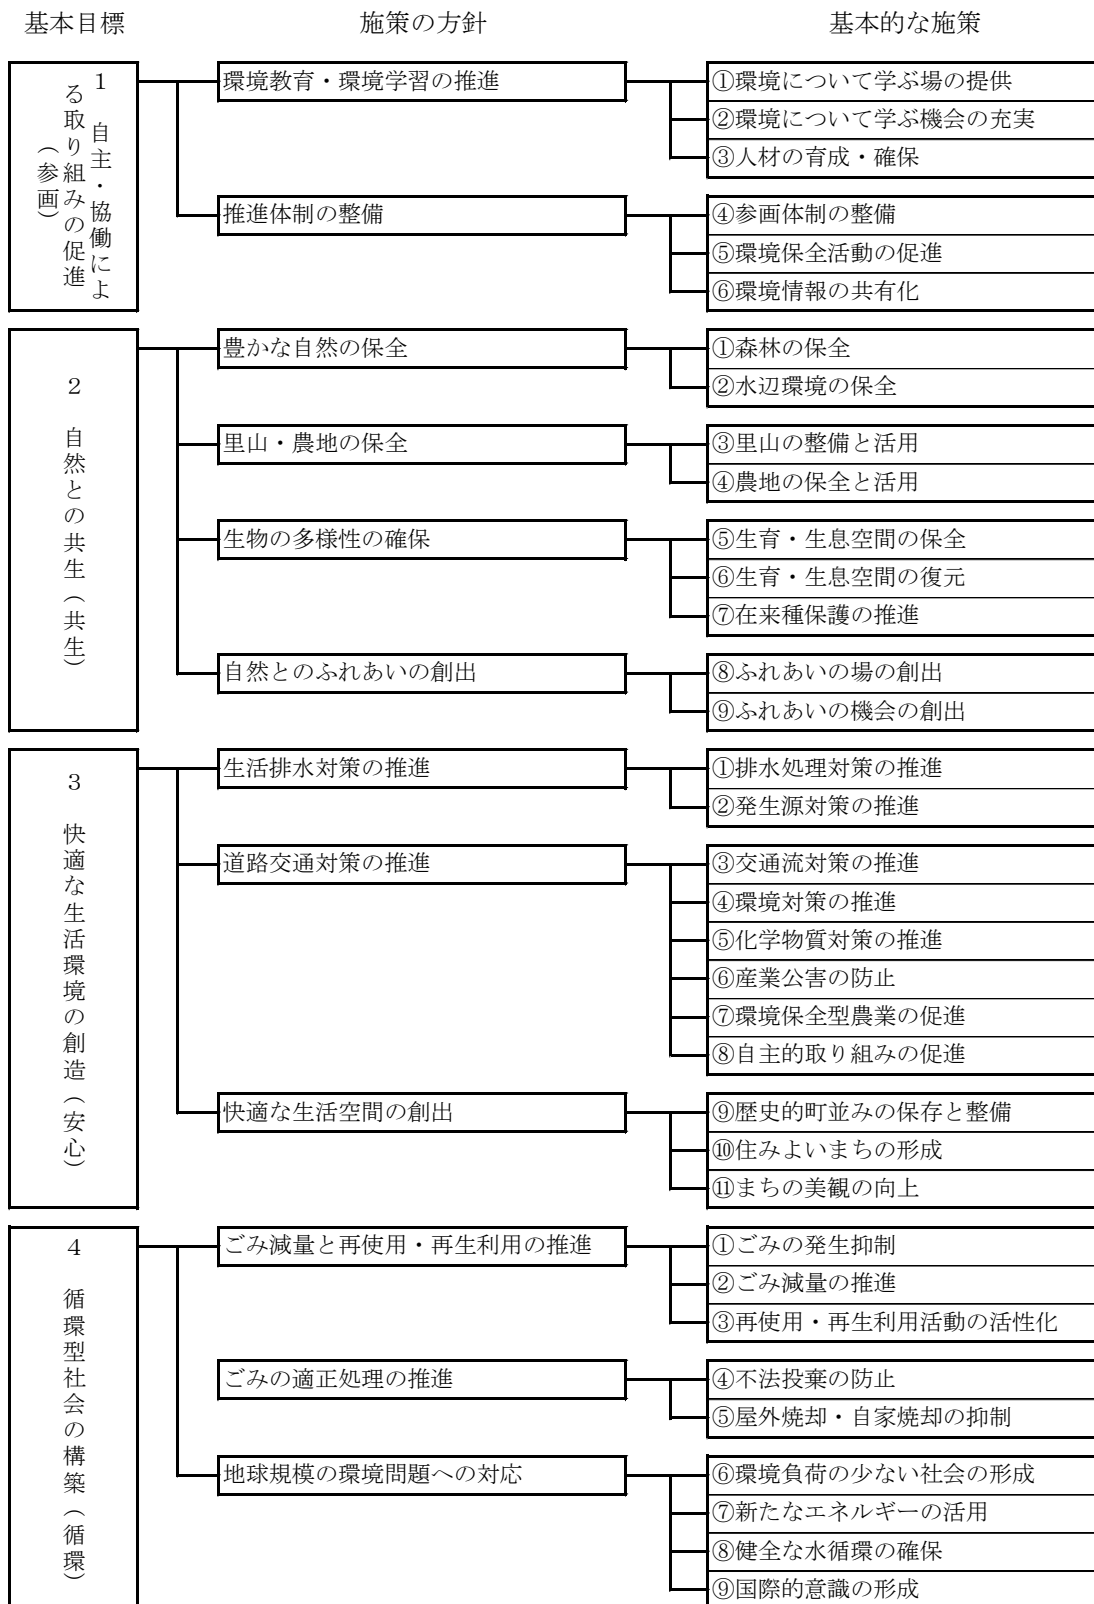 基本目標 施策の方針 基本的な施策
1 自主・協働によ
る取り組みの促進
（参画）
環境教育・環境学習の推進
①環境について学ぶ場の提供
②環境について学ぶ機会の充実
③人材の育成・確保
推進体制の整備
④参画体制の整備
⑤環境保全活動の促進
⑥環境情報の共有化
2 自然との共生（共生）
豊かな自然の保全
①森林の保全
②水辺環境の保全
里山・農地の保全
③里山の整備と活用
④農地の保全と活用
生物の多様性の確保
⑤生育・生息空間の保全
⑥生育・生息空間の復元
⑦在来種保護の推進
自然とのふれあいの創出
⑧ふれあいの場の創出
⑨ふれあいの機会の創出
3 快適な生活環境の創造（安心）
生活排水対策の推進
①排水処理対策の推進
②発生源対策の推進
道路交通対策の推進
③交通流対策の推進
④環境対策の推進
⑤化学物質対策の推進
⑥産業公害の防止
⑦環境保全型農業の促進
⑧自主的取り組みの促進
快適な生活空間の創出
⑨歴史的町並みの保存と整備
⑩住みよいまちの形成
⑪まちの美観の向上
4 循環型社会の構築（循環）
ごみ減量と再使用・再生利用の推進
①ごみの発生抑制
②ごみ減量の推進
③再使用・再生利用活動の活性化
ごみの適正処理の推進
④不法投棄の防止
⑤屋外焼却・自家焼却の抑制
地球規模の環境問題への対応
⑥環境負荷の少ない社会の形成
⑦新たなエネルギーの活用
⑧健全な水循環の確保
⑨国際的意識の形成